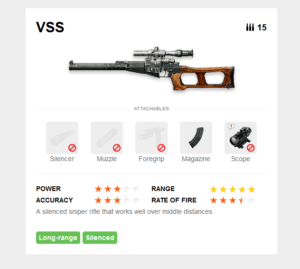 VSS
15
ATTACHABLES
Silencer Muzzle Foregrip Magazine Scope
POWER RANGE
ACCURACY RATE OF FIRE
A silenced sniper rifle that works well over middle distances.
Long-range Silenced